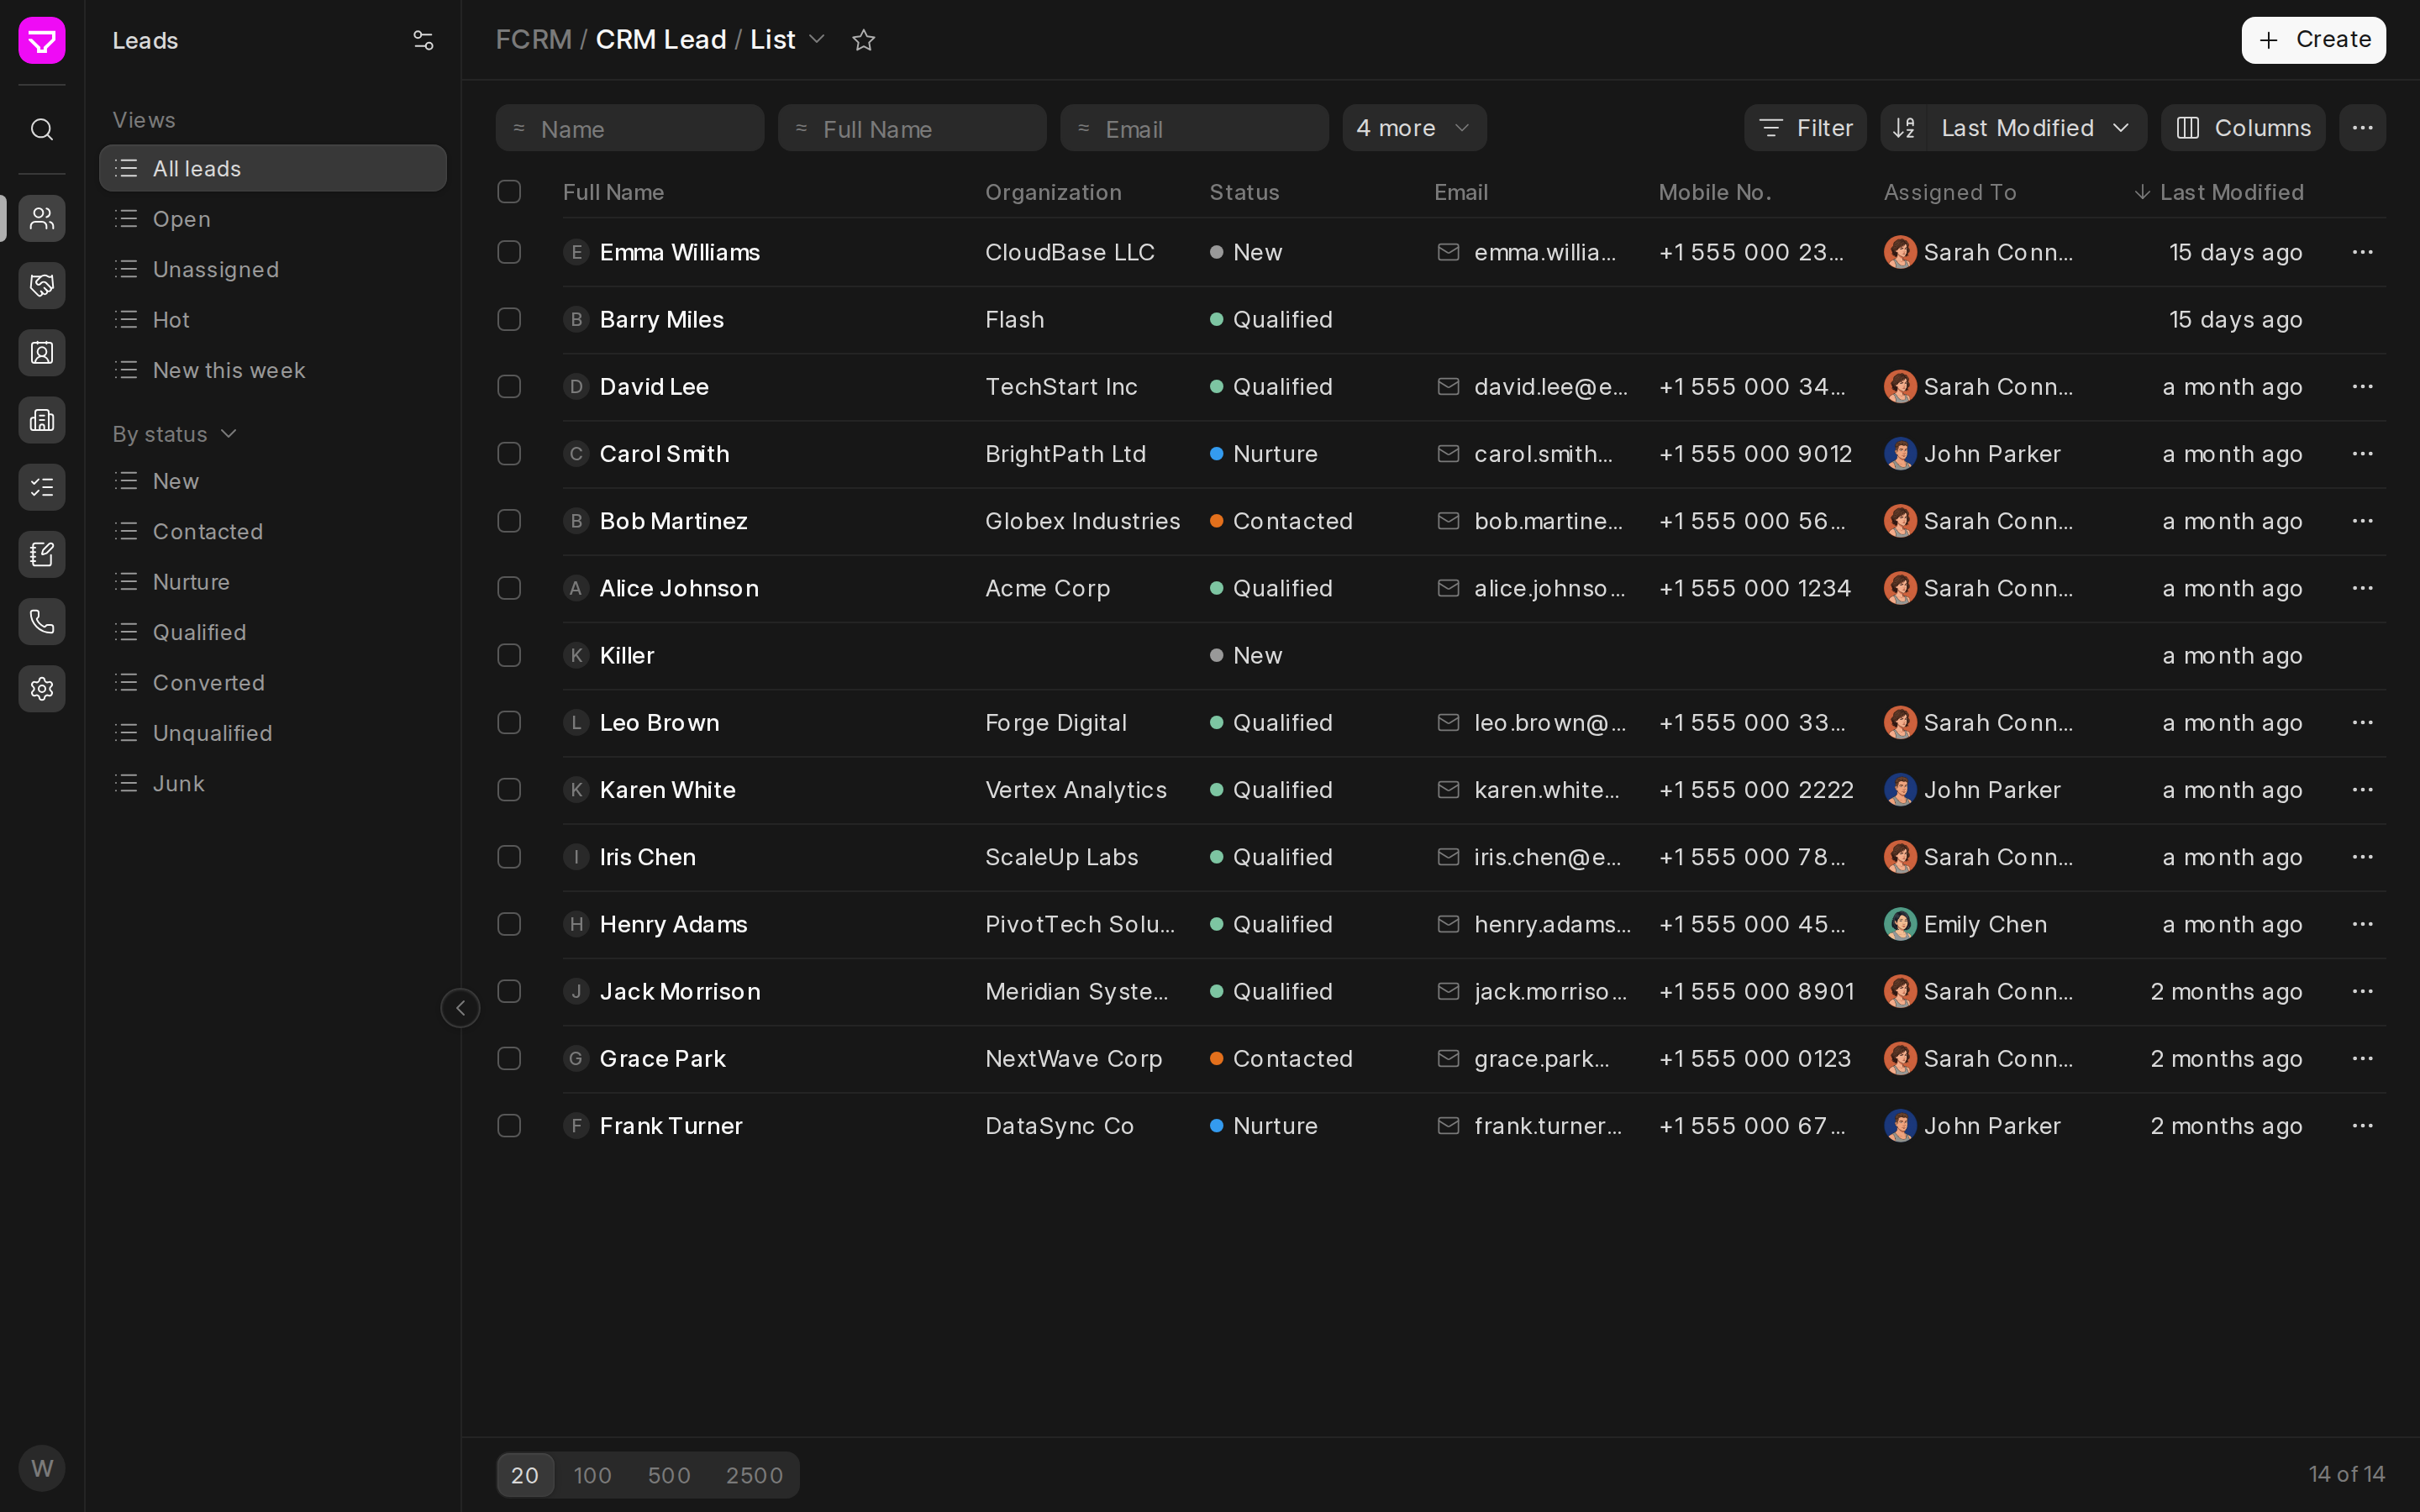 Leads
FCRM / CRM Lead / List
Create
Views
All leads
Open
Unassigned
Hot
New this week
By status
New
Contacted
Nurture
Qualified
Converted
Unqualified
Junk
W
≈ Name ≈ Full Name ≈ Email 4 more Filter Last Modified Columns
Full Name Organization Status Email Mobile No. Assigned To Last Modified
E Emma Williams CloudBase LLC New emma.willia... +1 555 000 23... Sarah Conn... 15 days ago
B Barry Miles Flash Qualified 15 days ago
D David Lee TechStart Inc Qualified david.lee@e... +1 555 000 34... Sarah Conn... a month ago
C Carol Smith BrightPath Ltd Nurture carol.smith... +1 555 000 9012 John Parker a month ago
B Bob Martinez Globex Industries Contacted bob.martine... +1 555 000 56... Sarah Conn... a month ago
A Alice Johnson Acme Corp Qualified alice.johnso... +1 555 000 1234 Sarah Conn... a month ago
K Killer New a month ago
L Leo Brown Forge Digital Qualified leo.brown@... +1 555 000 33... Sarah Conn... a month ago
K Karen White Vertex Analytics Qualified karen.white... +1 555 000 2222 John Parker a month ago
I Iris Chen ScaleUp Labs Qualified iris.chen@e... +1 555 000 78... Sarah Conn... a month ago
H Henry Adams PivotTech Solu... Qualified henry.adams... +1 555 000 45... Emily Chen a month ago
J Jack Morrison Meridian Syste... Qualified jack.morriso... +1 555 000 8901 Sarah Conn... 2 months ago
G Grace Park NextWave Corp Contacted grace.park... +1 555 000 0123 Sarah Conn... 2 months ago
F Frank Turner DataSync Co Nurture frank.turner... +1 555 000 67... John Parker 2 months ago
20 100 500 2500
14 of 14